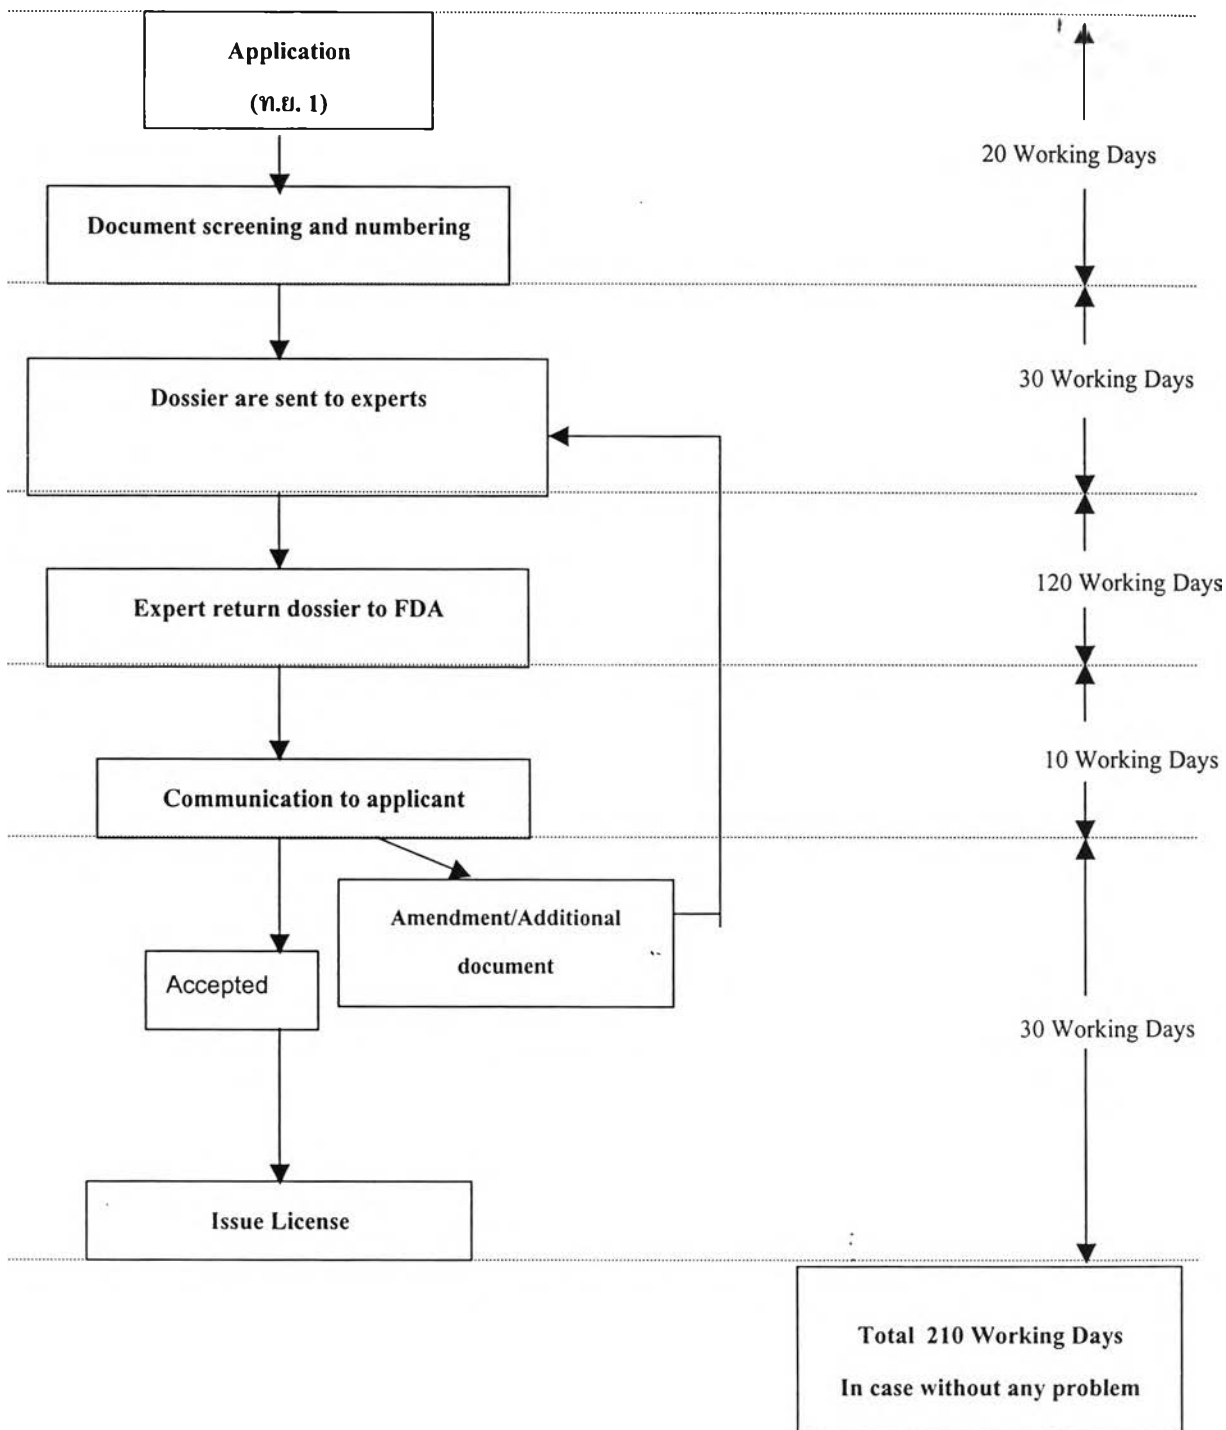 Application
(ท.ย. 1)
20 Working Days
Document screening and numbering
30 Working Days
Dossier are sent to experts
120 Working Days
Expert return dossier to FDA
10 Working Days
Communication to applicant
Amendment/Additional
document
Accepted
30 Working Days
Issue License
Total 210 Working Days
In case without any problem